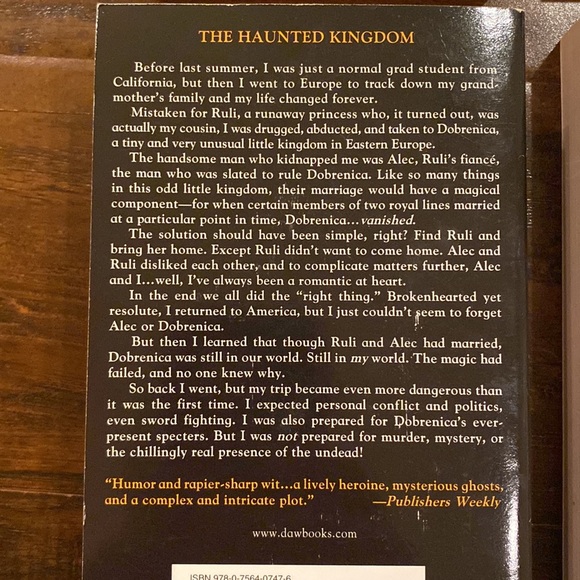 THE HAUNTED KINGDOM
Before last summer, I was just a normal grad student from
California, but then I went to Europe to track down my grand-
mother's family and my life changed forever.
Mistaken for Ruli, a runaway princess who, it turned out, was
actually my cousin, I was drugged, abducted, and taken to Dobrenica,
a tiny and very unusual little kingdom in Eastern Europe.
The handsome man who kidnapped me was Alec, Ruli's fiancé,
the man who was slated to rule Dobrenica. Like so many things
in this odd little kingdom, their marriage would have a magical
component—for when certain members of two royal lines married
at a particular point in time, Dobrenica...vanished.
The solution should have been simple, right? Find Ruli and
bring her home. Except Ruli didn't want to come home. Alec and
Ruli disliked each other, and to complicate matters further, Alec
and I...well, I've always been a romantic at heart.
In the end we all did the "right thing." Brokenhearted yet
resolute, I returned to America, but I just couldn't seem to forget
Alec or Dobrenica.
But then I learned that though Ruli and Alec had married,
Dobrenica was still in our world. Still in my world. The magic had
failed, and no one knew why.
So back I went, but my trip became even more dangerous than
it was the first time. I expected personal conflict and politics,
even sword fighting. I was also prepared for Dobrenica's ever-
present specters. But I was not prepared for murder, mystery, or
the chillingly real presence of the undead!
"Humor and rapier-sharp wit...a lively heroine, mysterious ghosts,
and a complex and intricate plot." —Publishers Weekly
www.dawbooks.com
ISBN 978-0-7564-0747-6